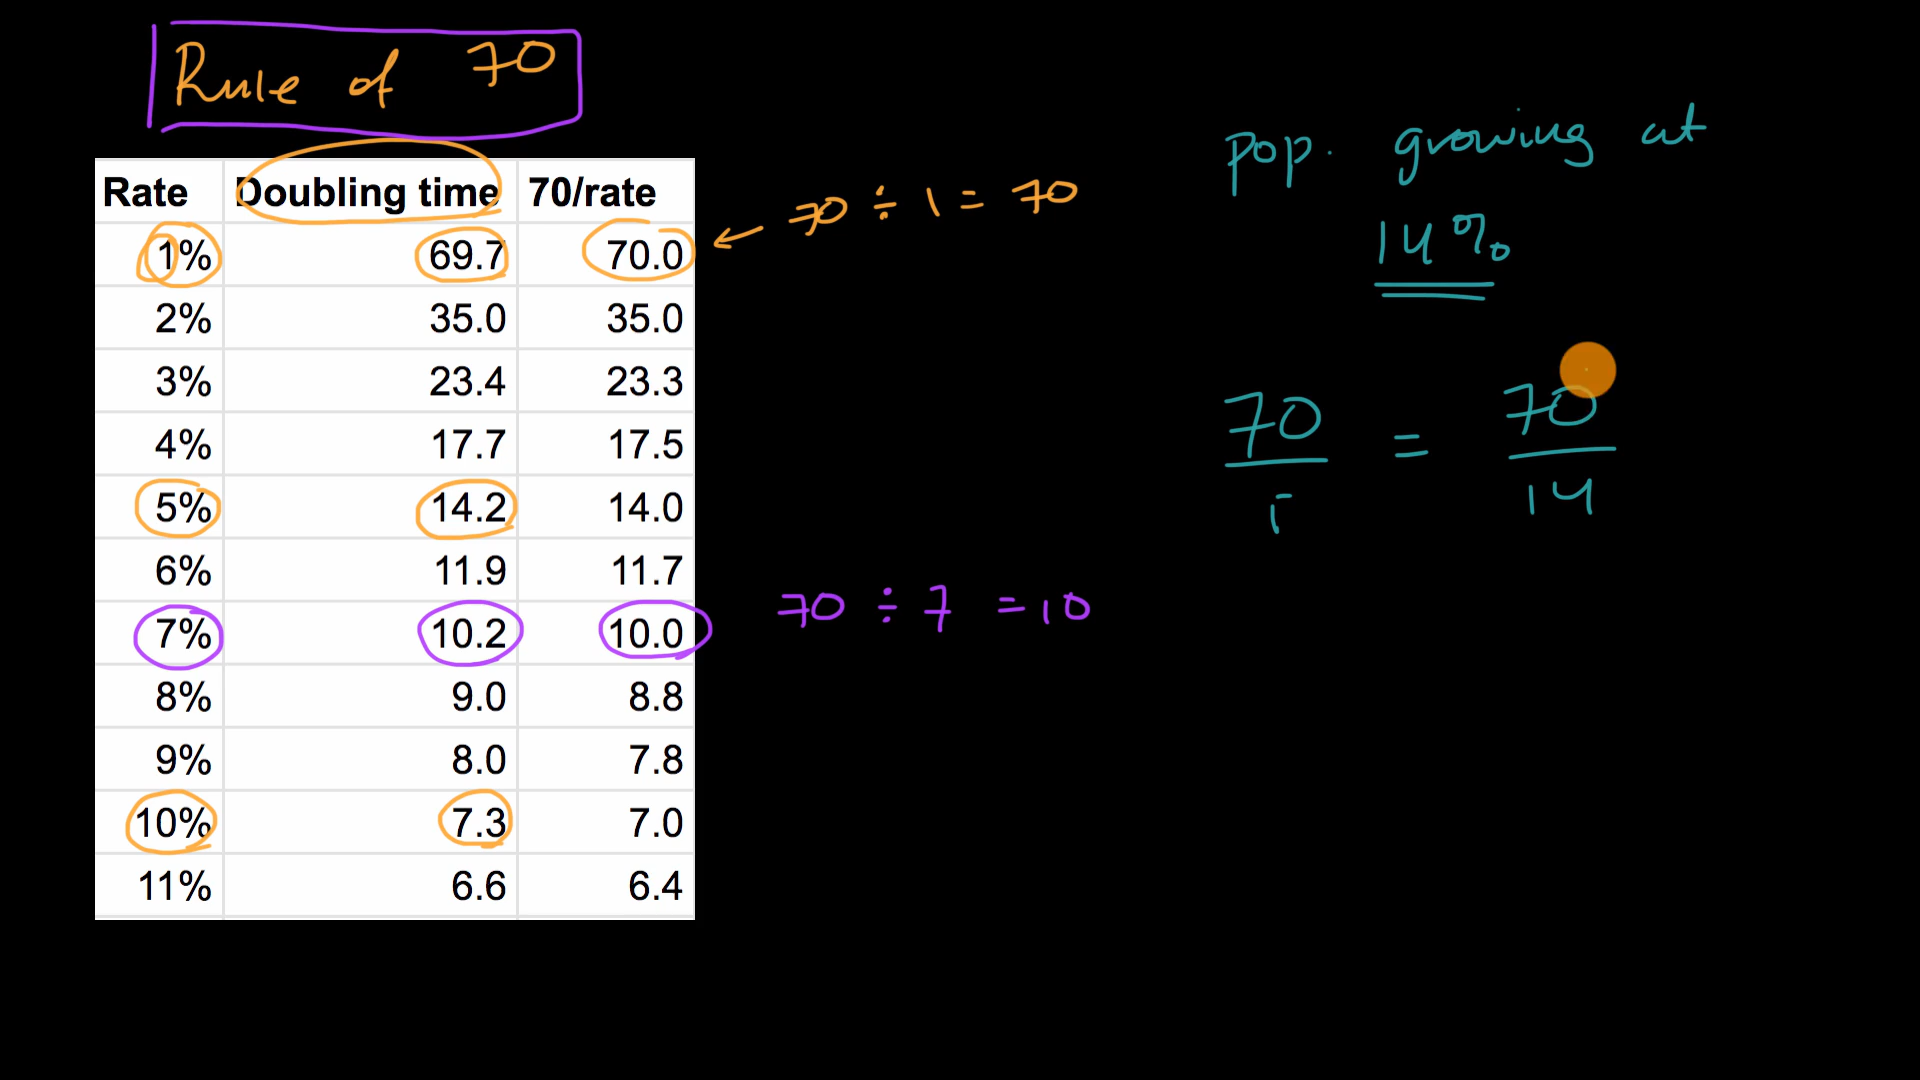 Rule of 70
Rate Doubling time 70/rate
1% 69.7 70.0
2% 35.0 35.0
3% 23.4 23.3
4% 17.7 17.5
5% 14.2 14.0
6% 11.9 11.7
7% 10.2 10.0
8% 9.0 8.8
9% 8.0 7.8
10% 7.3 7.0
11% 6.6 6.4
70 ÷ 1 = 70
70 ÷ 7 = 10
Pop. growing at
14%
70 = 70
r 14